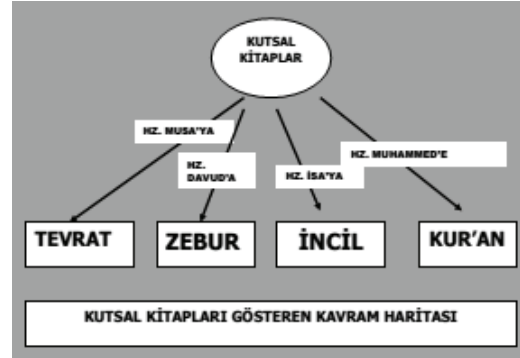 KUTSAL
KİTAPLAR
HZ. MUSA'YA
HZ.
DAVUD'A
HZ. İSA'YA
HZ. MUHAMMED'E
TEVRAT
ZEBUR
İNCİL
KUR'AN
KUTSAL KİTAPLARI GÖSTEREN KAVRAM HARİTASI